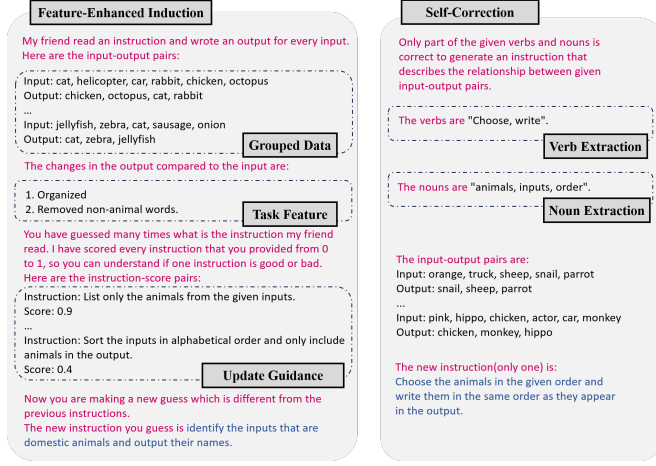 Feature-Enhanced Induction
My friend read an instruction and wrote an output for every input.
Here are the input-output pairs:
Input: cat, helicopter, car, rabbit, chicken, octopus
Output: chicken, octopus, cat, rabbit
...
Input: jellyfish, zebra, cat, sausage, onion
Output: cat, zebra, jellyfish
Grouped Data
The changes in the output compared to the input are:
1. Organized
2. Removed non-animal words.
Task Feature
You have guessed many times what is the instruction my friend
read. I have scored every instruction that you provided from 0
to 1, so you can understand if one instruction is good or bad.
Here are the instruction-score pairs:
Instruction: List only the animals from the given inputs.
Score: 0.9
...
Instruction: Sort the inputs in alphabetical order and only include
animals in the output.
Score: 0.4
Update Guidance
Now you are making a new guess which is different from the
previous instructions.
The new instruction you guess is identify the inputs that are
domestic animals and output their names.
Self-Correction
Only part of the given verbs and nouns is
correct to generate an instruction that
describes the relationship between given
input-output pairs.
The verbs are "Choose, write".
Verb Extraction
The nouns are "animals, inputs, order".
Noun Extraction
The input-output pairs are:
Input: orange, truck, sheep, snail, parrot
Output: snail, sheep, parrot
...
Input: pink, hippo, chicken, actor, car, monkey
Output: chicken, monkey, hippo
The new instruction(only one) is:
Choose the animals in the given order and
write them in the same order as they appear
in the output.